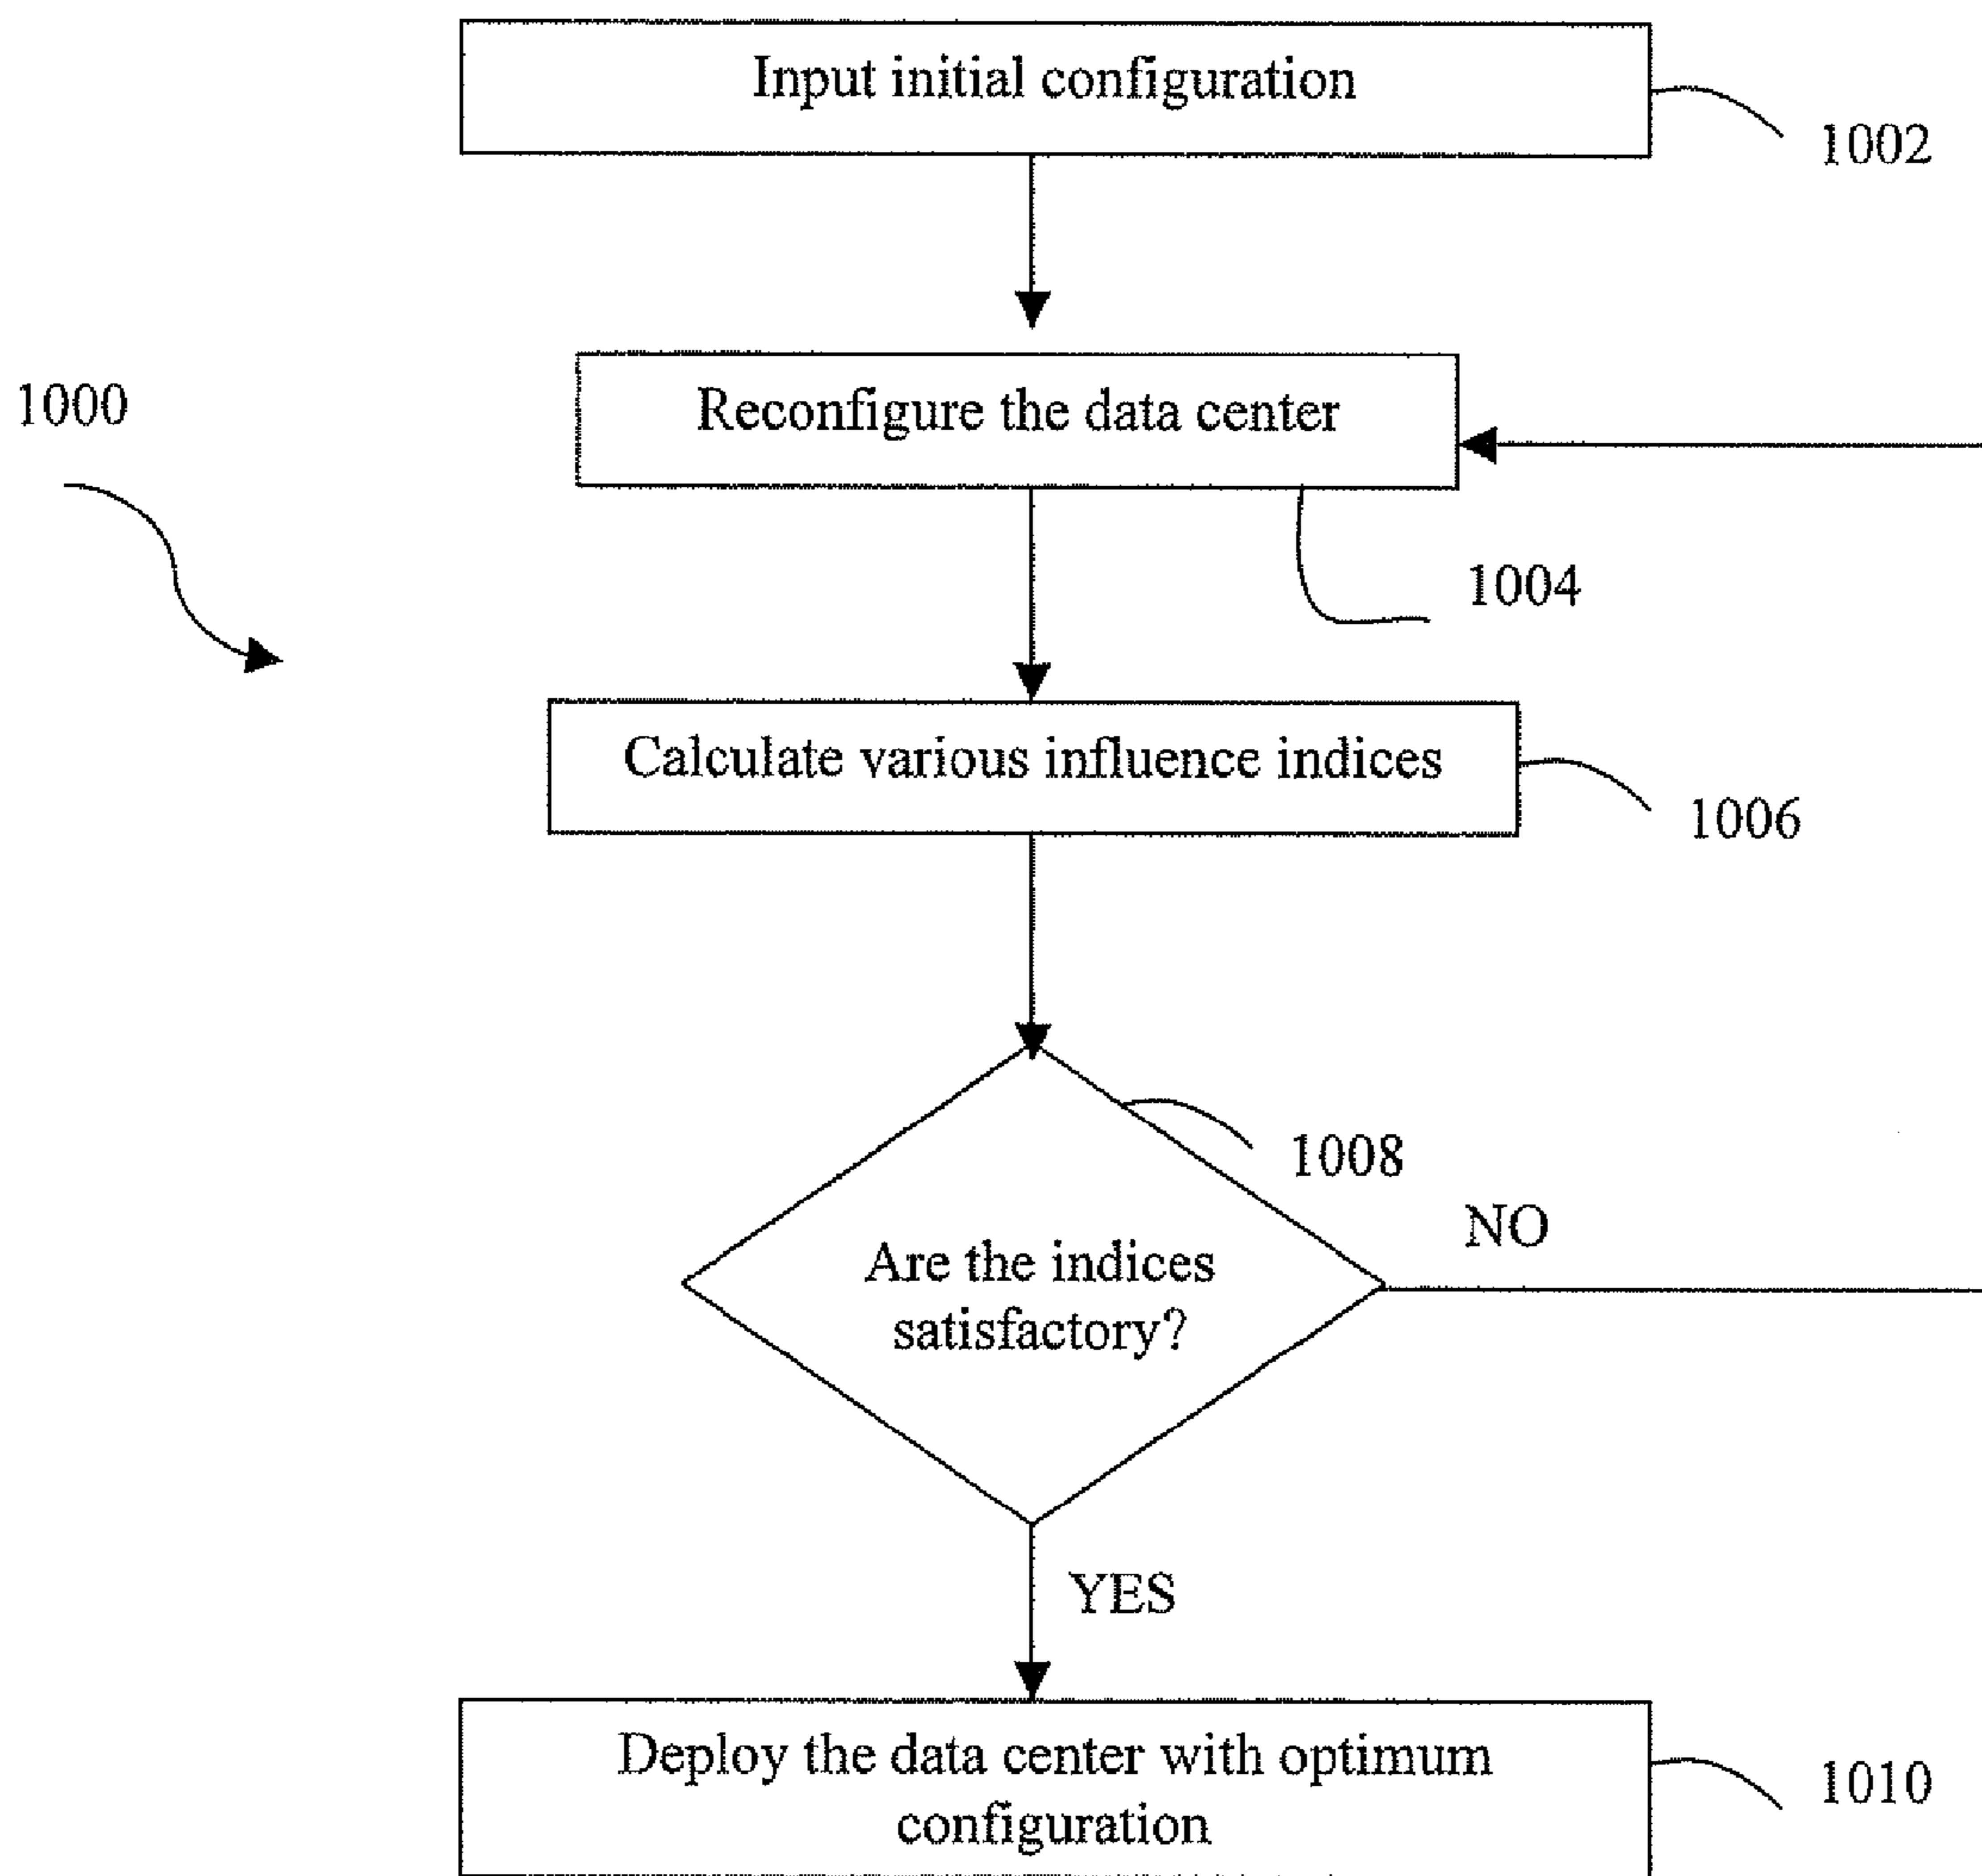 Input initial configuration
1002
1000
Reconfigure the data center
1004
Calculate various influence indices
1006
1008
NO
Are the indices
satisfactory?
YES
Deploy the data center with optimum
configuration
1010